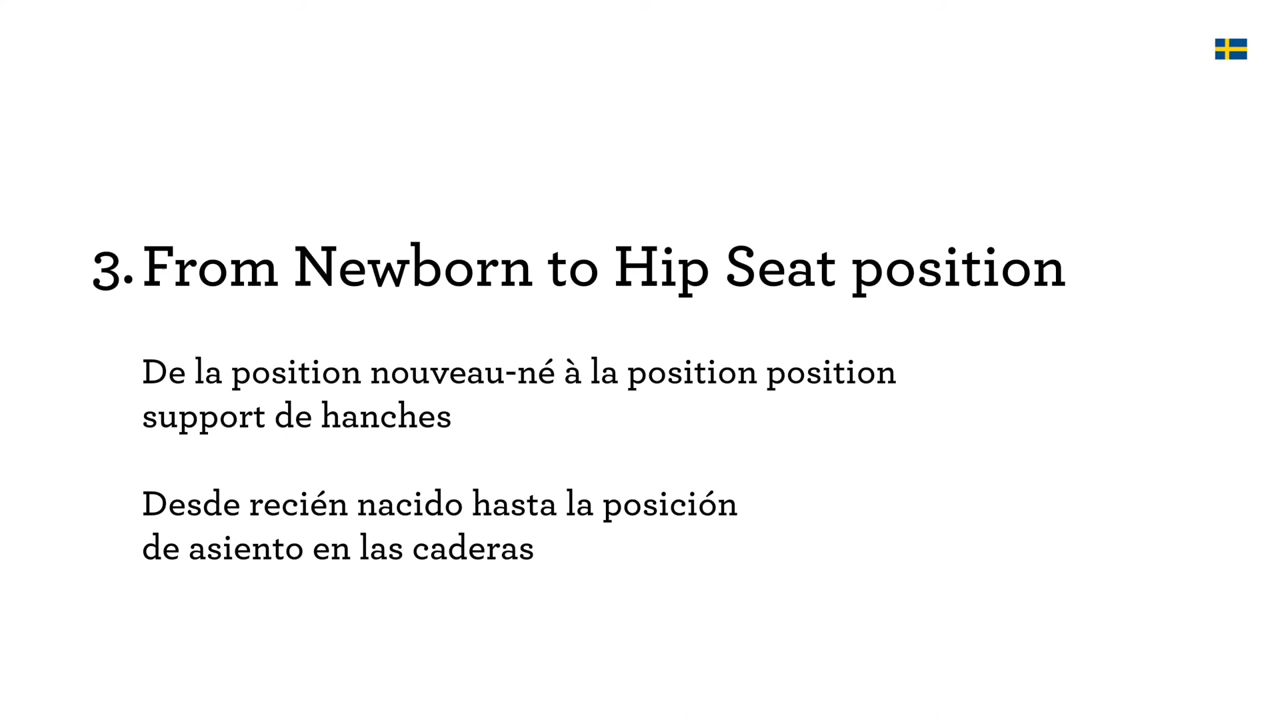 3. From Newborn to Hip Seat position
De la position nouveau-né à la position position
support de hanches
Desde recién nacido hasta la posición
de asiento en las caderas